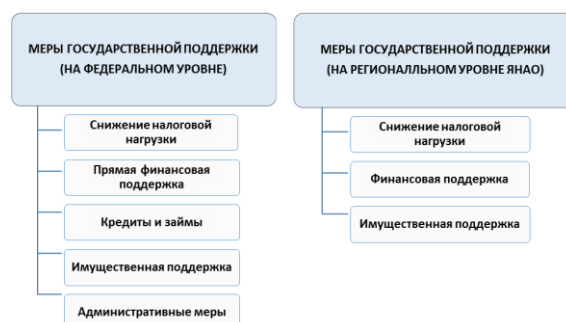 МЕРЫ ГОСУДАРСТВЕННОЙ ПОДДЕРЖКИ
(НА ФЕДЕРАЛЬНОМ УРОВНЕ)
Снижение налоговой
нагрузки
Прямая финансовая
поддержка
Кредиты и займы
Имущественная поддержка
Административные меры
МЕРЫ ГОСУДАРСТВЕННОЙ ПОДДЕРЖКИ
(НА РЕГИОНАЛЛЬНОМ УРОВНЕ ЯНАО)
Снижение налоговой
нагрузки
Финансовая поддержка
Имущественная поддержка